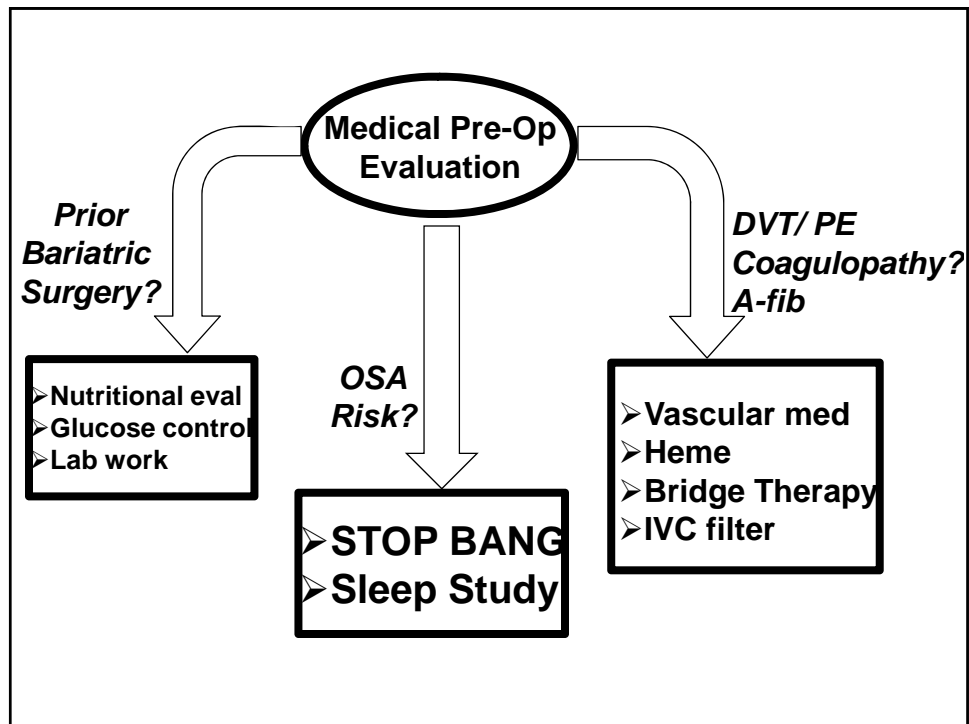 Medical Pre-Op
Evaluation
Prior
Bariatric
Surgery?
➢Nutritional eval
➢Glucose control
➢Lab work
OSA
Risk?
➢STOP BANG
➢Sleep Study
DVT/ PE
Coagulopathy?
A-fib
➢Vascular med
➢Heme
➢Bridge Therapy
➢IVC filter